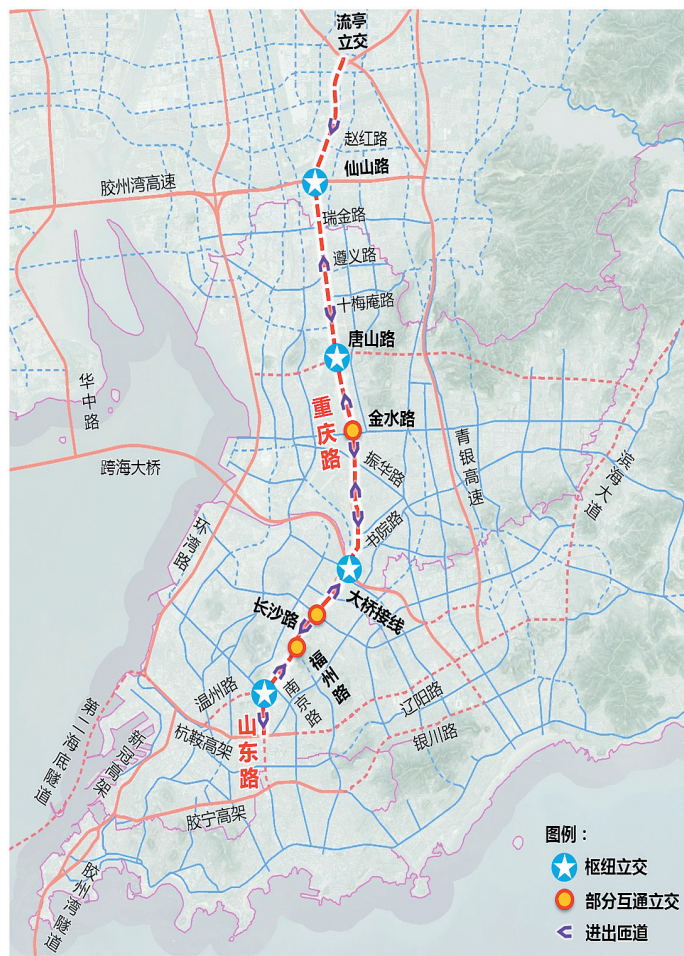 流亭
立交
赵红路
仙山路
胶州湾高速
瑞金路
遵义路
十梅庵路
唐山路
华中路
重庆路
金水路
青银高速
滨海大道
跨海大桥
振华路
环湾路
书院路
大桥接线
长沙路
福州路
温州路
南京路
辽阳路
第二海底隧道
新冠高架
杭鞍高架
山东路
银川路
胶宁高架
胶州湾隧道
图例：
枢纽立交
部分互通立交
进出匝道